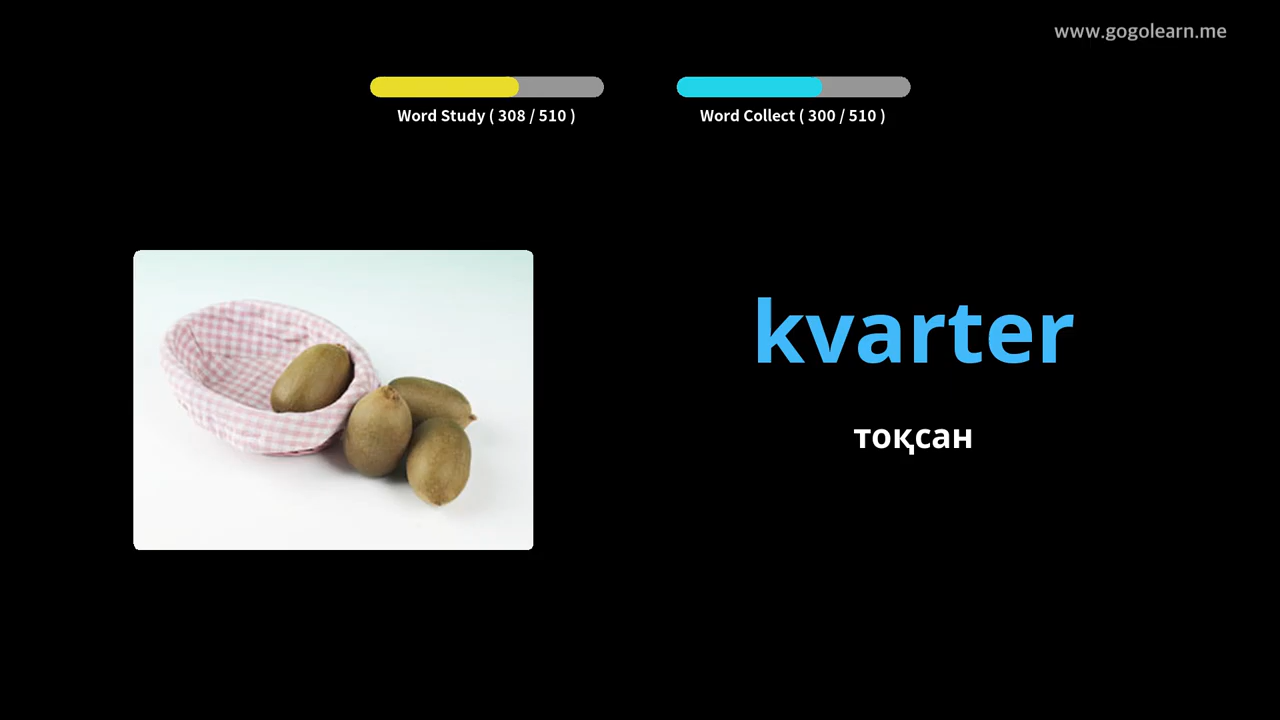 www.gogolearn.me
Word Study ( 308 / 510 )
Word Collect ( 300 / 510 )
kvarter
тоқсан